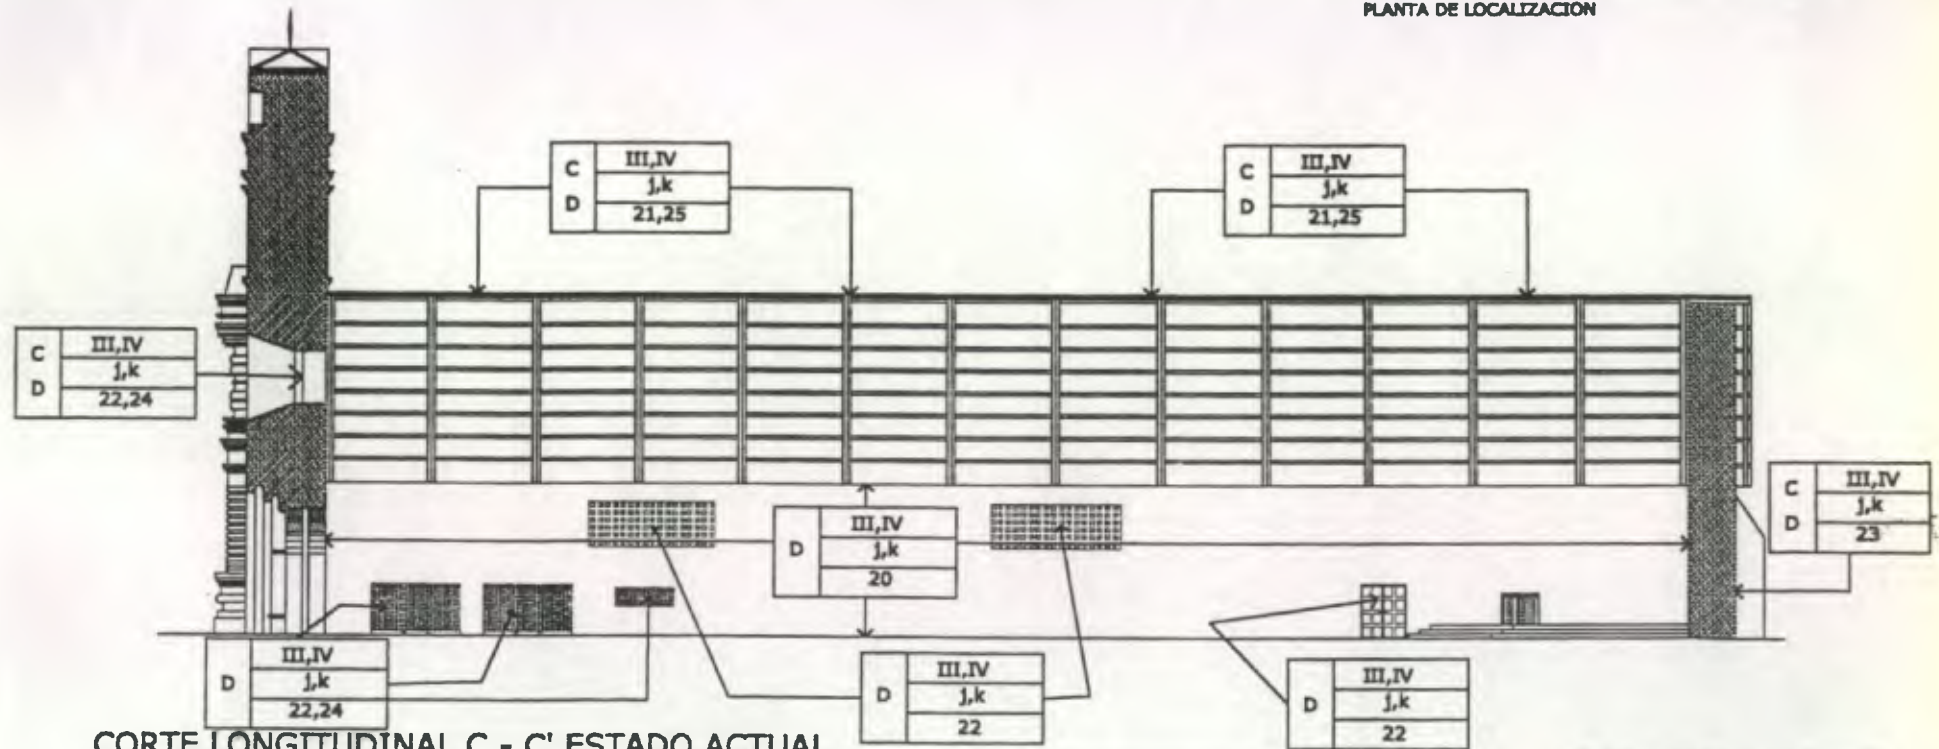 PLANTA DE LOCALIZACION
C
D
III,IV
j,k
21,25
C
D
III,IV
j,k
21,25
C
D
III,IV
j,k
22,24
C
D
III,IV
j,k
23
D
III,IV
j,k
20
D
III,IV
j,k
22,24
D
III,IV
j,k
22
D
III,IV
j,k
22
CORTE LONGITUDINAL C - C' ESTADO ACTUAL